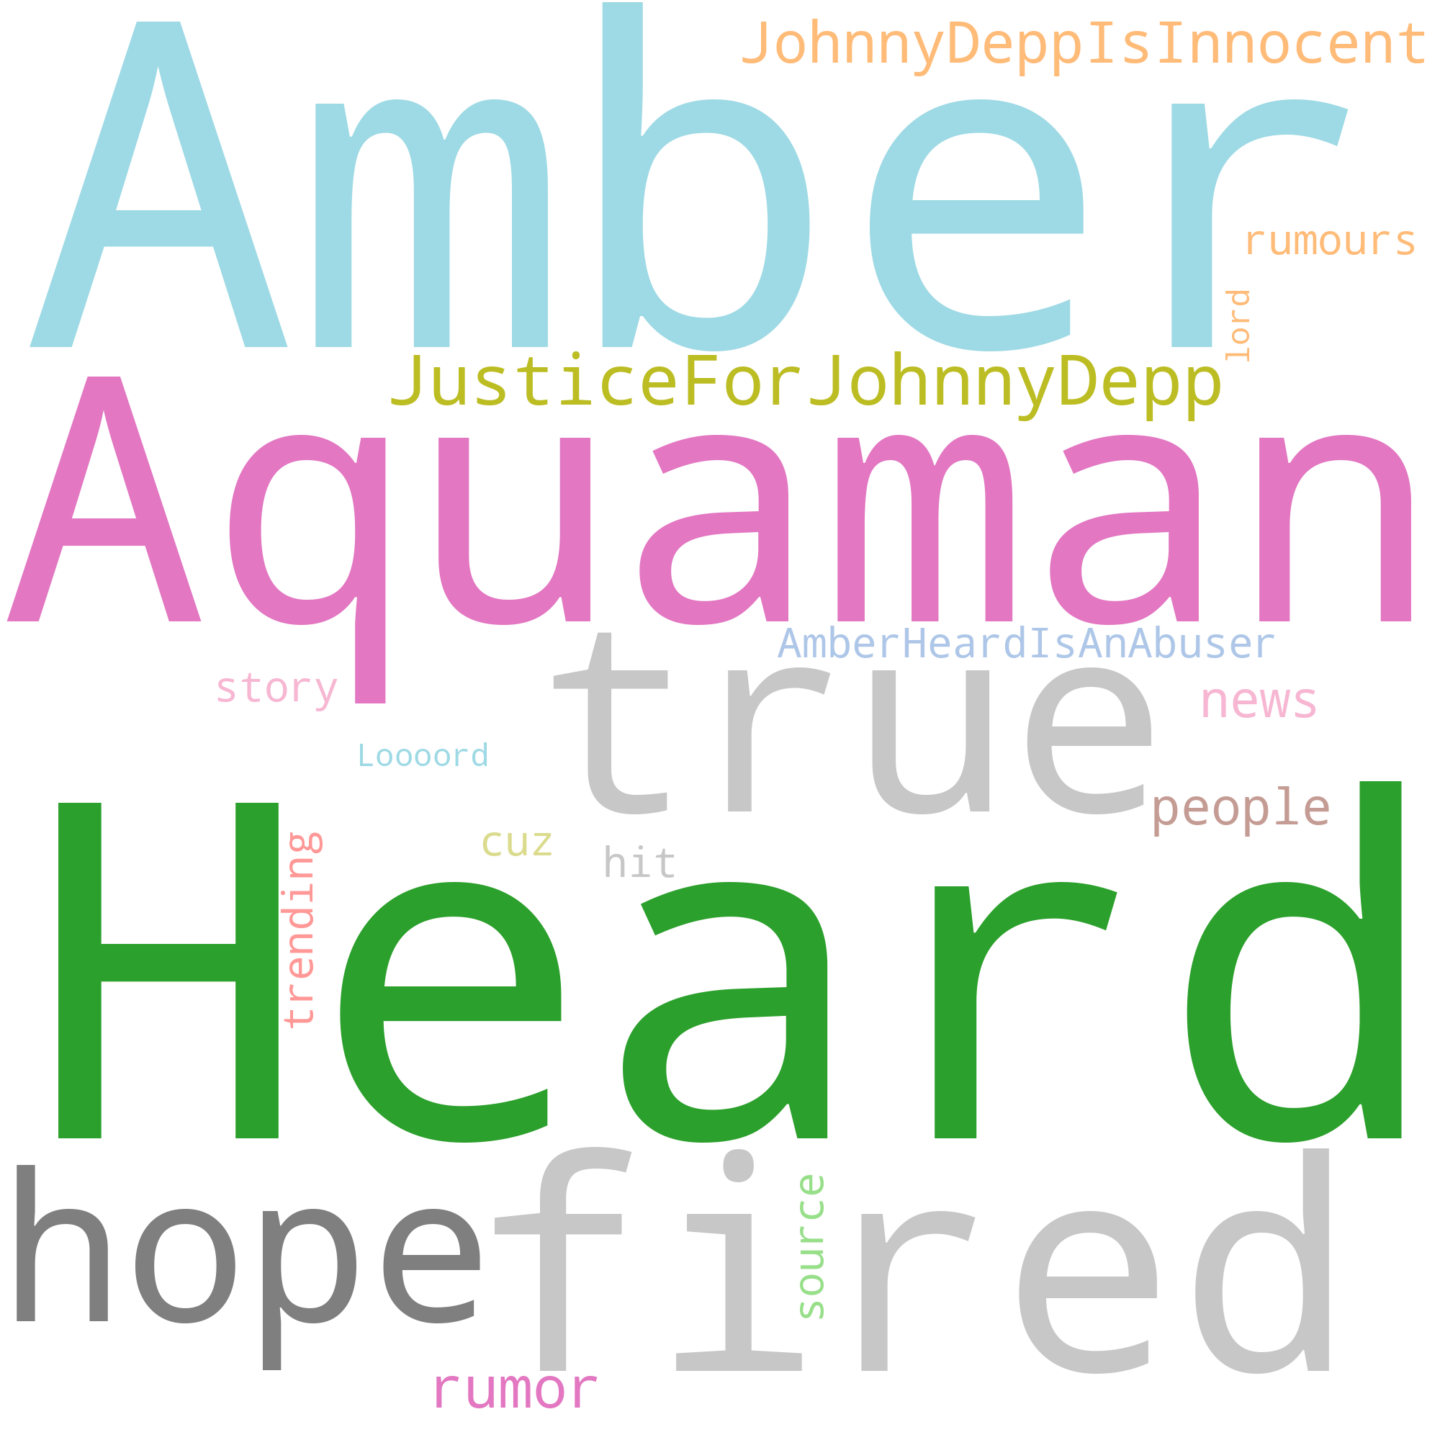 JohnnyDeppIsInnocent
Amber
rumours
lord
JusticeForJohnnyDepp
Aquaman
AmberHeardIsAnAbuser
story
true
news
Loooord
people
cuz
hit
trending
Heard
hope
fired
source
rumor